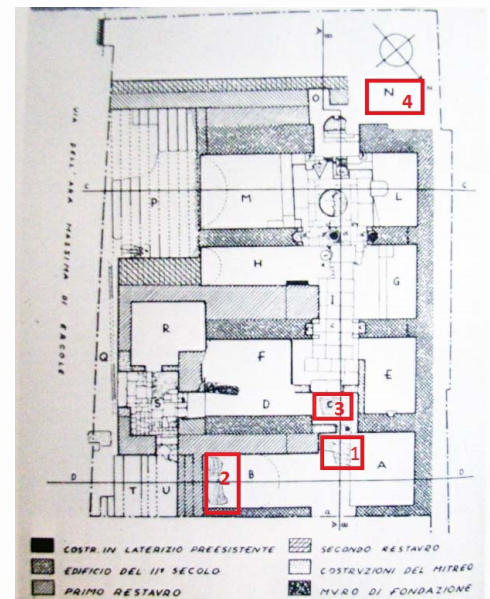 N
4
N
O
B
VIA DELL'ARA MASSIMA DI ERCOLE
C
C
P
M
L
H
G
I
R
F
E
Q
S
D
C
3
1
2
B
A
D
D
T
U
a
B
COSTR. IN LATERIZIO PREESISTENTE
SECONDO RESTAURO
EDIFICIO DEL II° SECOLO
COSTRUZIONI DEL MITREO
PRIMO RESTAURO
MURO DI FONDAZIONE